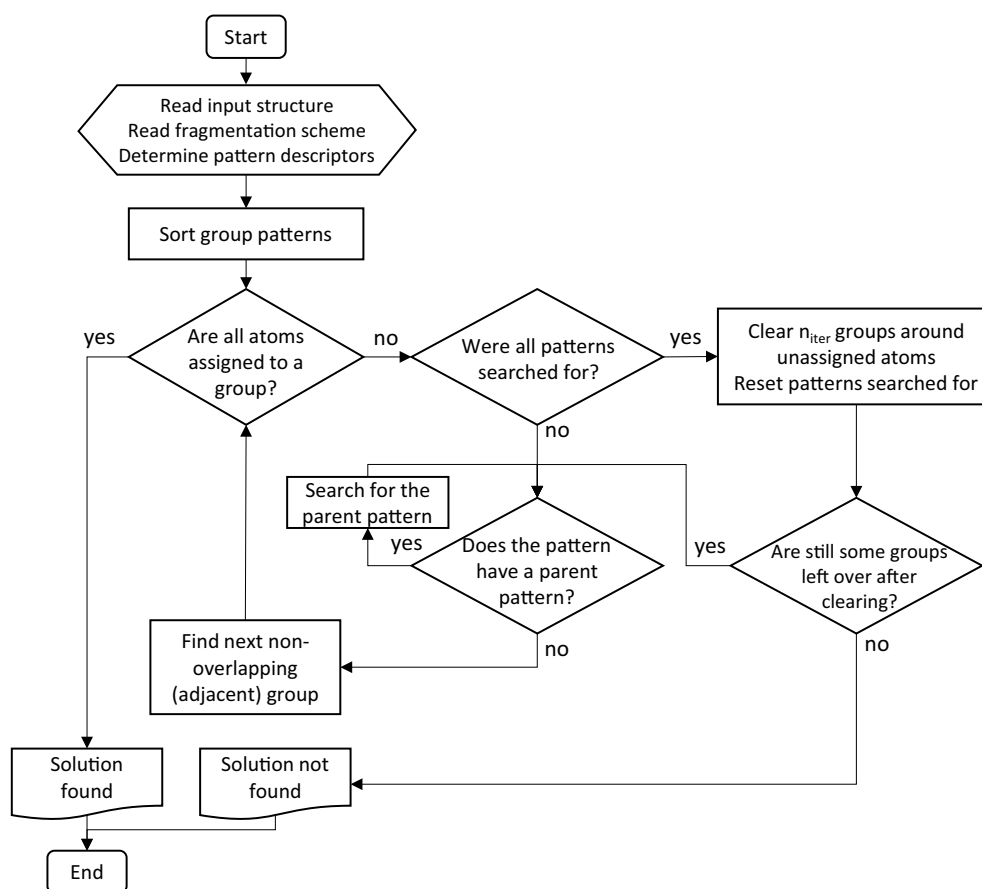 Start
Read input structure
Read fragmentation scheme
Determine pattern descriptors
Sort group patterns
yes
Are all atoms
assigned to a
group?
no
Were all patterns
searched for?
yes
Clear n_iter groups around
unassigned atoms
Reset patterns searched for
no
Search for the
parent pattern
yes
Does the pattern
have a parent
pattern?
yes
Are still some groups
left over after
clearing?
no
no
Find next non-
overlapping
(adjacent) group
Solution
found
Solution not
found
End